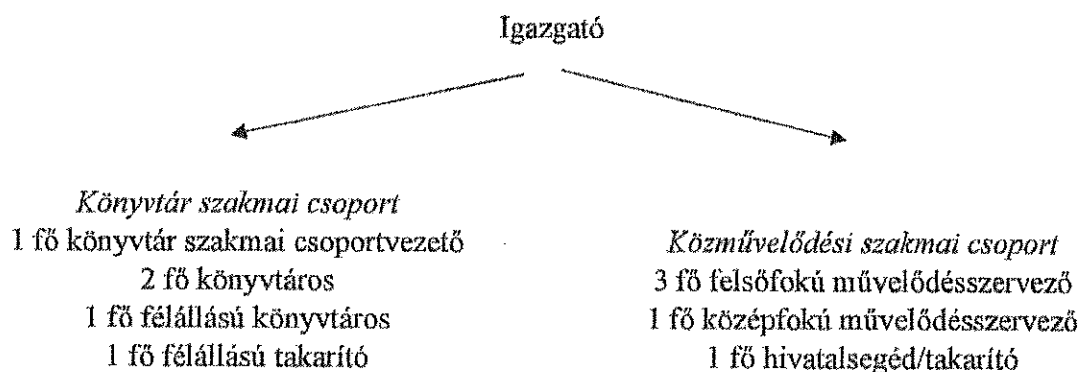 Igazgató
Könyvtár szakmai csoport
1 fő könyvtár szakmai csoportvezető
2 fő könyvtáros
1 fő félállású könyvtáros
1 fő félállású takarító
Közművelődési szakmai csoport
3 fő felsőfokú művelődésszervező
1 fő középfokú művelődésszervező
1 fő hivatalsegéd/takarító